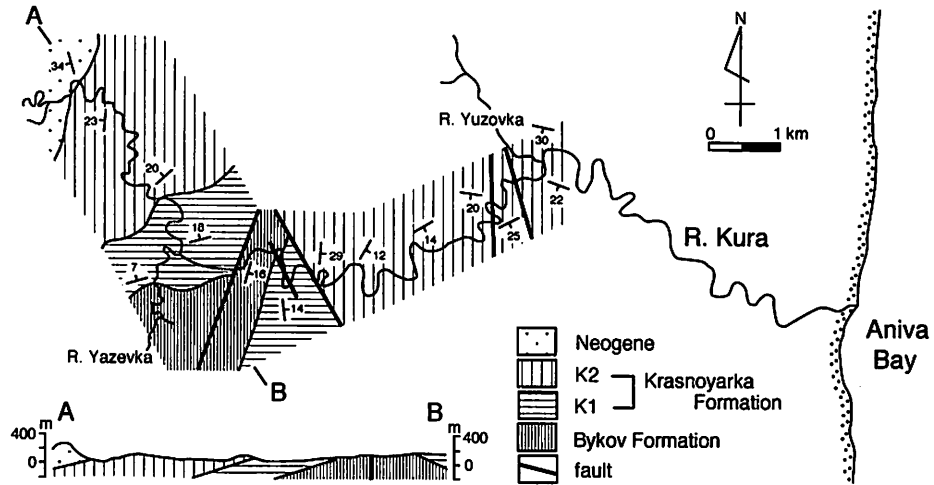 A
N
34
R. Yuzovka
0 1 km
30
23
20
20
22
18
25
14
R. Kura
29
12
7
16
14
R. Yazevka
B
Aniva
Bay
Neogene
K2
K1
Krasnoyarka
Formation
Bykov Formation
fault
A
B
m
400
0
m
400
0